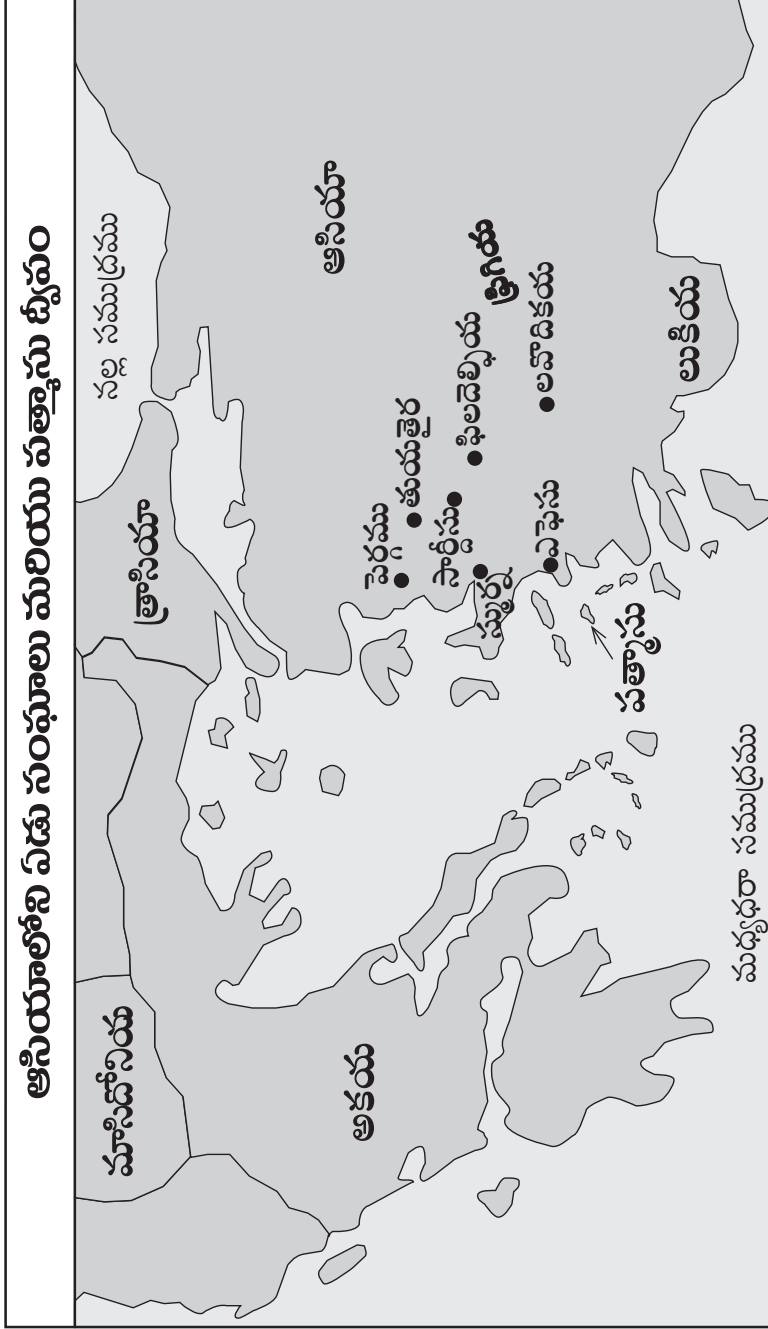 ఆసియాలోని ఏడు సంఘాలు మరియు పత్మాసు ద్వీపం
నల్ల సముద్రము
మాసిదోనియ
త్రాసియా
ఆసియా
అకయ
పెర్గము
తుయతైర
సార్దీసు
ఫిలదెల్ఫియ
ఫ్రిగియ
స్ముర్న
ఎఫెసు
లవొదికయ
పత్మాసు
లుకియ
మధ్యధరా సముద్రము